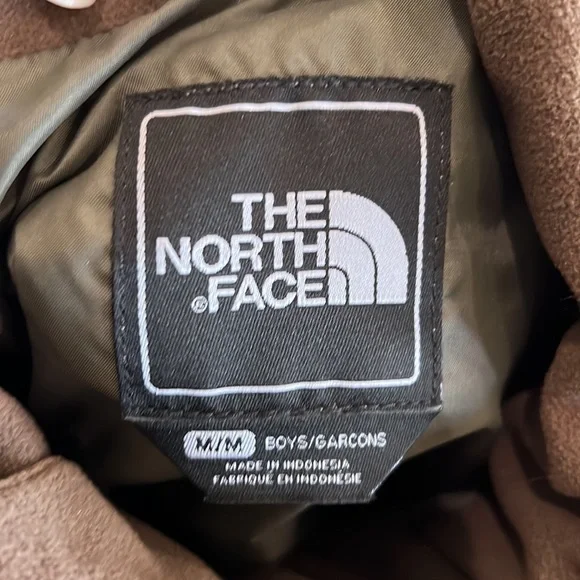 THE
NORTH
®FACE
M/M BOYS/GARCONS
MADE IN INDONESIA
FABRIQUÉ EN INDONÉSIE